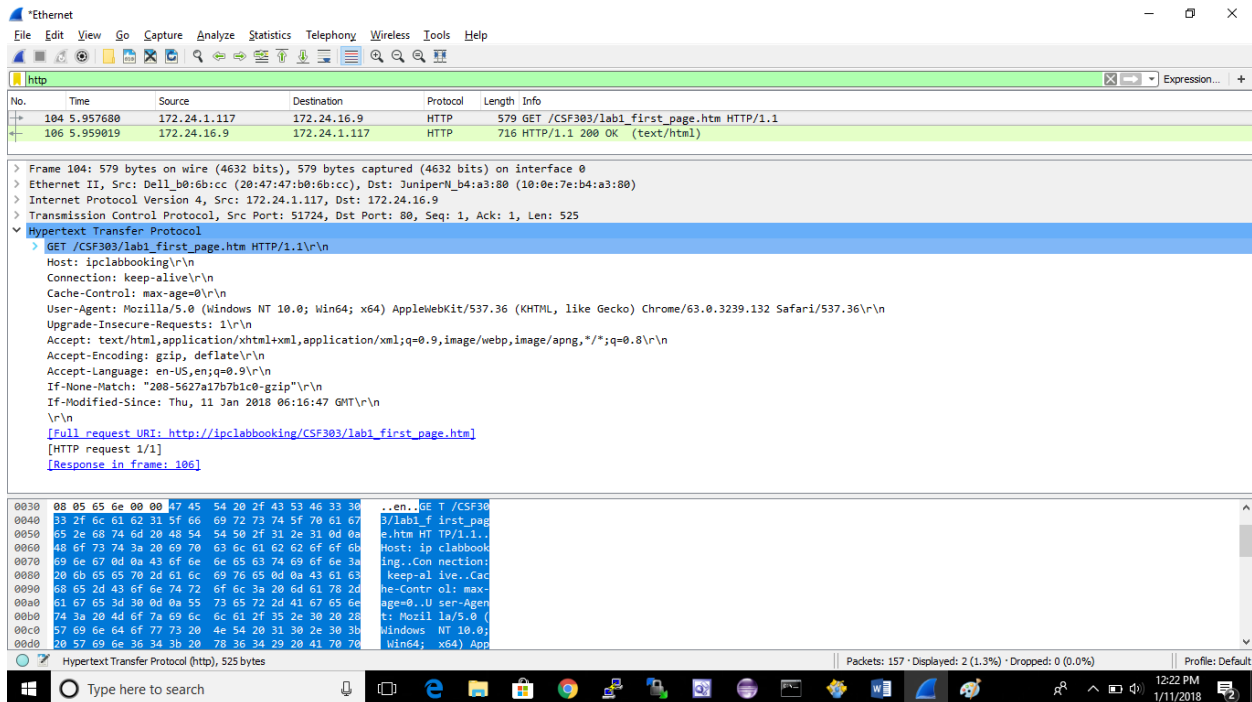 *Ethernet
File Edit View Go Capture Analyze Statistics Telephony Wireless Tools Help
http Expression... +
No. Time Source Destination Protocol Length Info
104 5.957680 172.24.1.117 172.24.16.9 HTTP 579 GET /CSF303/lab1_first_page.htm HTTP/1.1
106 5.959019 172.24.16.9 172.24.1.117 HTTP 716 HTTP/1.1 200 OK (text/html)
> Frame 104: 579 bytes on wire (4632 bits), 579 bytes captured (4632 bits) on interface 0
> Ethernet II, Src: Dell_b0:6b:cc (20:47:47:b0:6b:cc), Dst: JuniperN_b4:a3:80 (10:0e:7e:b4:a3:80)
> Internet Protocol Version 4, Src: 172.24.1.117, Dst: 172.24.16.9
> Transmission Control Protocol, Src Port: 51724, Dst Port: 80, Seq: 1, Ack: 1, Len: 525
Hypertext Transfer Protocol
> GET /CSF303/lab1_first_page.htm HTTP/1.1\r\n
Host: ipclabbooking\r\n
Connection: keep-alive\r\n
Cache-Control: max-age=0\r\n
User-Agent: Mozilla/5.0 (Windows NT 10.0; Win64; x64) AppleWebKit/537.36 (KHTML, like Gecko) Chrome/63.0.3239.132 Safari/537.36\r\n
Upgrade-Insecure-Requests: 1\r\n
Accept: text/html,application/xhtml+xml,application/xml;q=0.9,image/webp,image/apng,*/*;q=0.8\r\n
Accept-Encoding: gzip, deflate\r\n
Accept-Language: en-US,en;q=0.9\r\n
If-None-Match: "208-5627a17b7b1c0-gzip"\r\n
If-Modified-Since: Thu, 11 Jan 2018 06:16:47 GMT\r\n
\r\n
[Full request URI: http://ipclabbooking/CSF303/lab1_first_page.htm]
[HTTP request 1/1]
[Response in frame: 106]
0030 08 05 65 6e 00 00 47 45 54 20 2f 43 53 46 33 30 ..en..GE T /CSF30
0040 33 2f 6c 61 62 31 5f 66 69 72 73 74 5f 70 61 67 3/lab1_f irst_pag
0050 65 2e 68 74 6d 20 48 54 54 50 2f 31 2e 31 0d 0a e.htm HT TP/1.1..
0060 48 6f 73 74 3a 20 69 70 63 6c 61 62 62 6f 6f 6b Host: ip clabbook
0070 69 6e 67 0d 0a 43 6f 6e 6e 65 63 74 69 6f 6e 3a ing..Con nection:
0080 20 6b 65 65 70 2d 61 6c 69 76 65 0d 0a 43 61 63 keep-al ive..Cac
0090 68 65 2d 43 6f 6e 74 72 6f 6c 3a 20 6d 61 78 2d he-Contr ol: max-
00a0 61 67 65 3d 30 0d 0a 55 73 65 72 2d 41 67 65 6e age=0..U ser-Agen
00b0 74 3a 20 4d 6f 7a 69 6c 6c 61 2f 35 2e 30 20 28 t: Mozil la/5.0 (
00c0 57 69 6e 64 6f 77 73 20 4e 54 20 31 30 2e 30 3b Windows NT 10.0;
00d0 20 57 69 6e 36 34 3b 20 78 36 34 29 20 41 70 70 Win64; x64) App
Hypertext Transfer Protocol (http), 525 bytes Packets: 157 · Displayed: 2 (1.3%) · Dropped: 0 (0.0%) Profile: Default
Type here to search 12:22 PM
1/11/2018